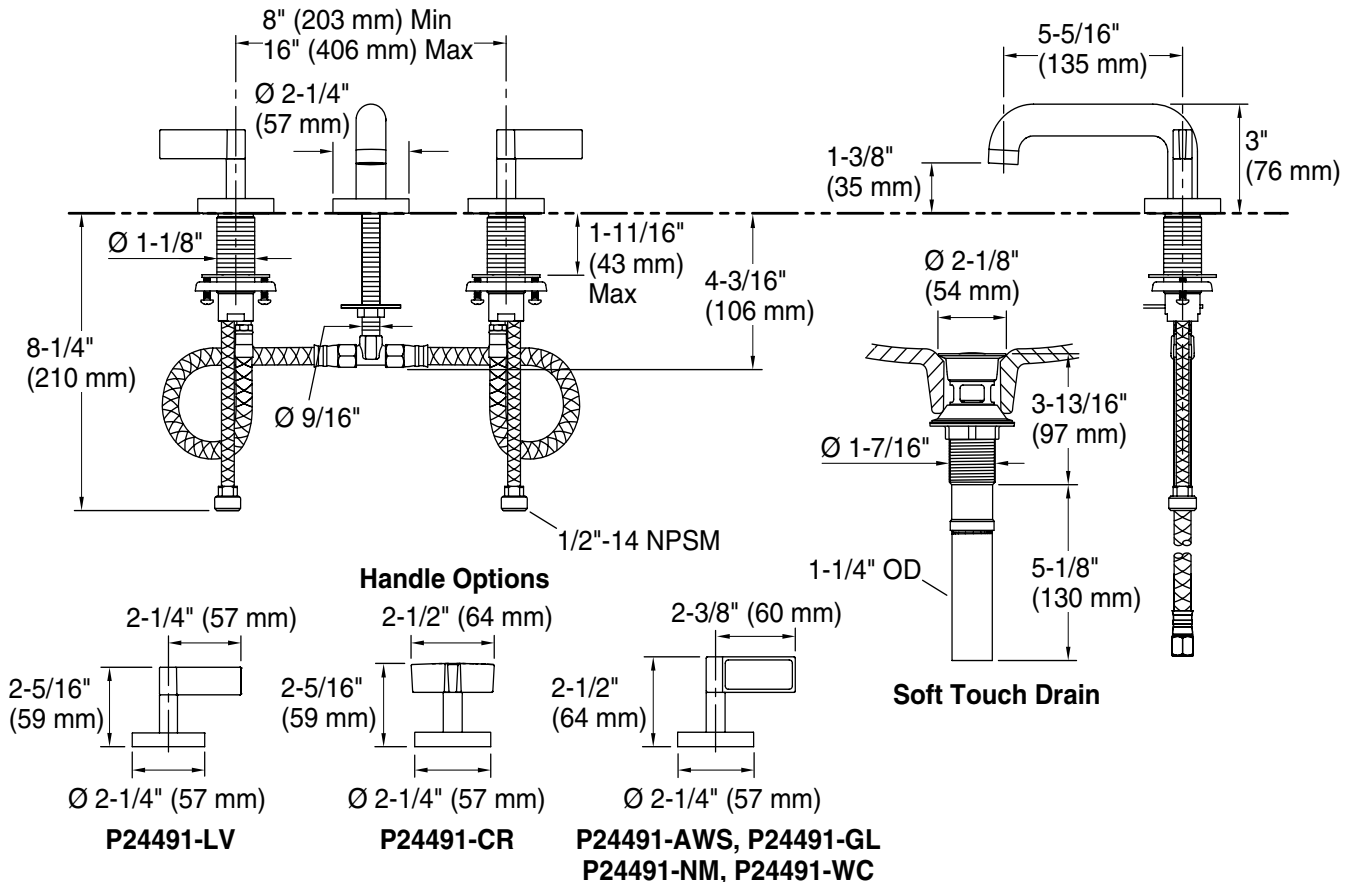 8" (203 mm) Min
16" (406 mm) Max
Ø 2-1/4"
(57 mm)
5-5/16"
(135 mm)
1-3/8"
(35 mm)
3"
(76 mm)
Ø 1-1/8"
1-11/16"
(43 mm)
Max
4-3/16"
(106 mm)
Ø 2-1/8"
(54 mm)
8-1/4"
(210 mm)
Ø 9/16"
3-13/16"
(97 mm)
Ø 1-7/16"
1/2"-14 NPSM
1-1/4" OD
5-1/8"
(130 mm)
Soft Touch Drain
Handle Options
2-1/4" (57 mm)
2-5/16"
(59 mm)
Ø 2-1/4" (57 mm)
P24491-LV
2-1/2" (64 mm)
2-5/16"
(59 mm)
Ø 2-1/4" (57 mm)
P24491-CR
2-3/8" (60 mm)
2-1/2"
(64 mm)
Ø 2-1/4" (57 mm)
P24491-AWS, P24491-GL
P24491-NM, P24491-WC